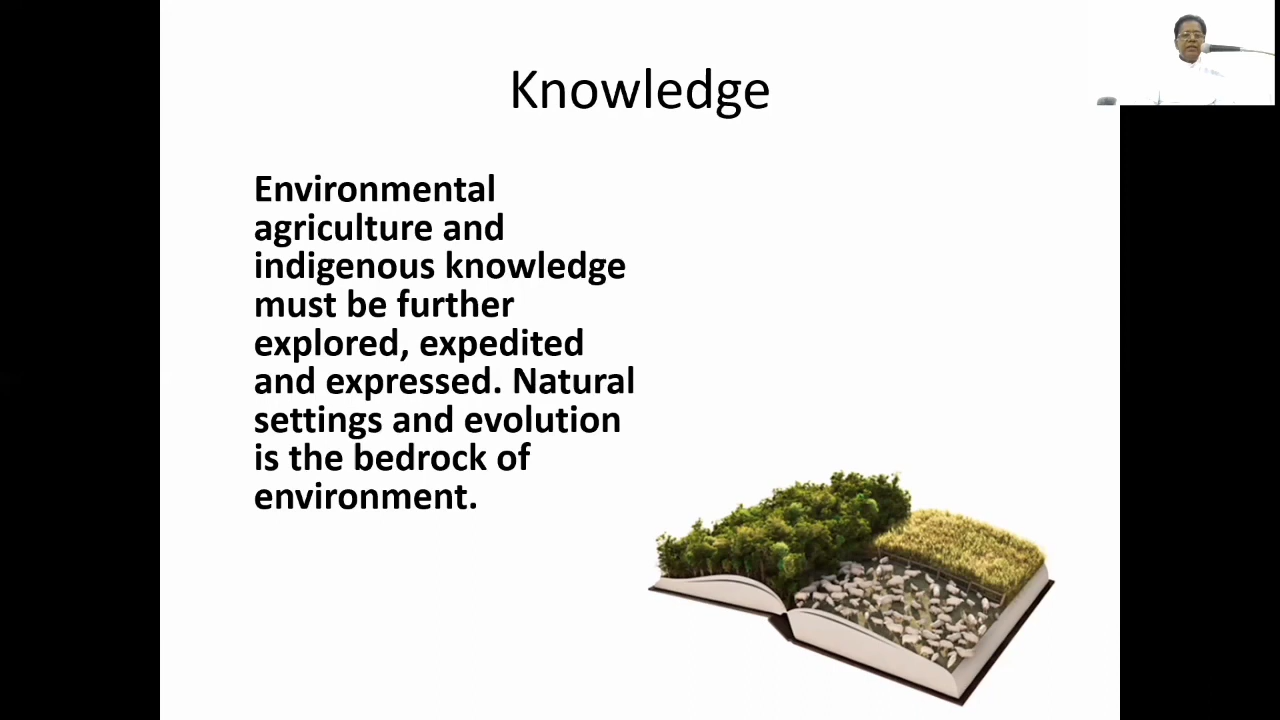 Knowledge
Environmental
agriculture and
indigenous knowledge
must be further
explored, expedited
and expressed. Natural
settings and evolution
is the bedrock of
environment.